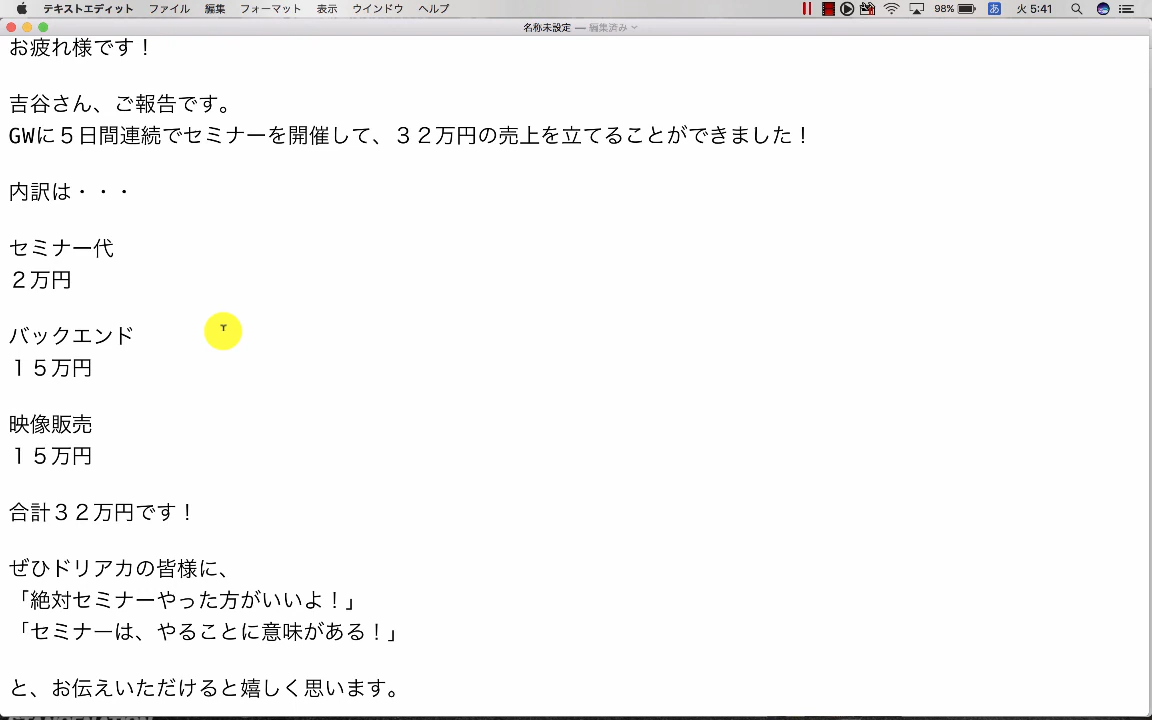 テキストエディット ファイル 編集 フォーマット 表示 ウインドウ ヘルプ 98% あ 火 5:41
名称未設定 — 編集済み
お疲れ様です！
吉谷さん、ご報告です。
GWに５日間連続でセミナーを開催して、３２万円の売上を立てることができました！
内訳は・・・
セミナー代
２万円
バックエンド
１５万円
映像販売
１５万円
合計３２万円です！
ぜひドリアカの皆様に、
「絶対セミナーやった方がいいよ！」
「セミナーは、やることに意味がある！」
と、お伝えいただけると嬉しく思います。